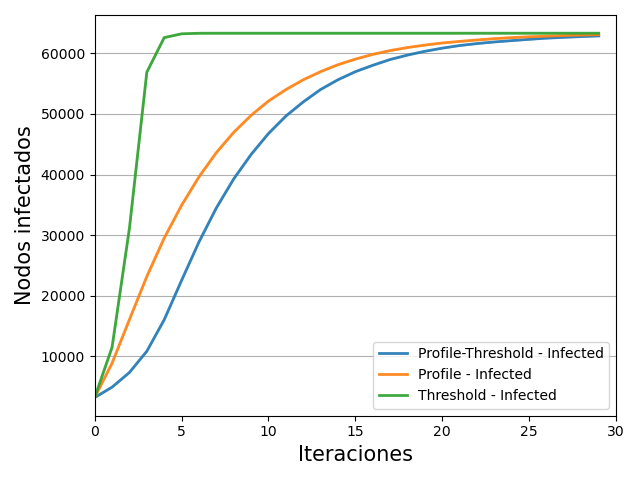 60000
50000
40000
30000
20000
10000
0
5
10
15
20
25
30
Nodos infectados
Iteraciones
Profile-Threshold - Infected
Profile - Infected
Threshold - Infected